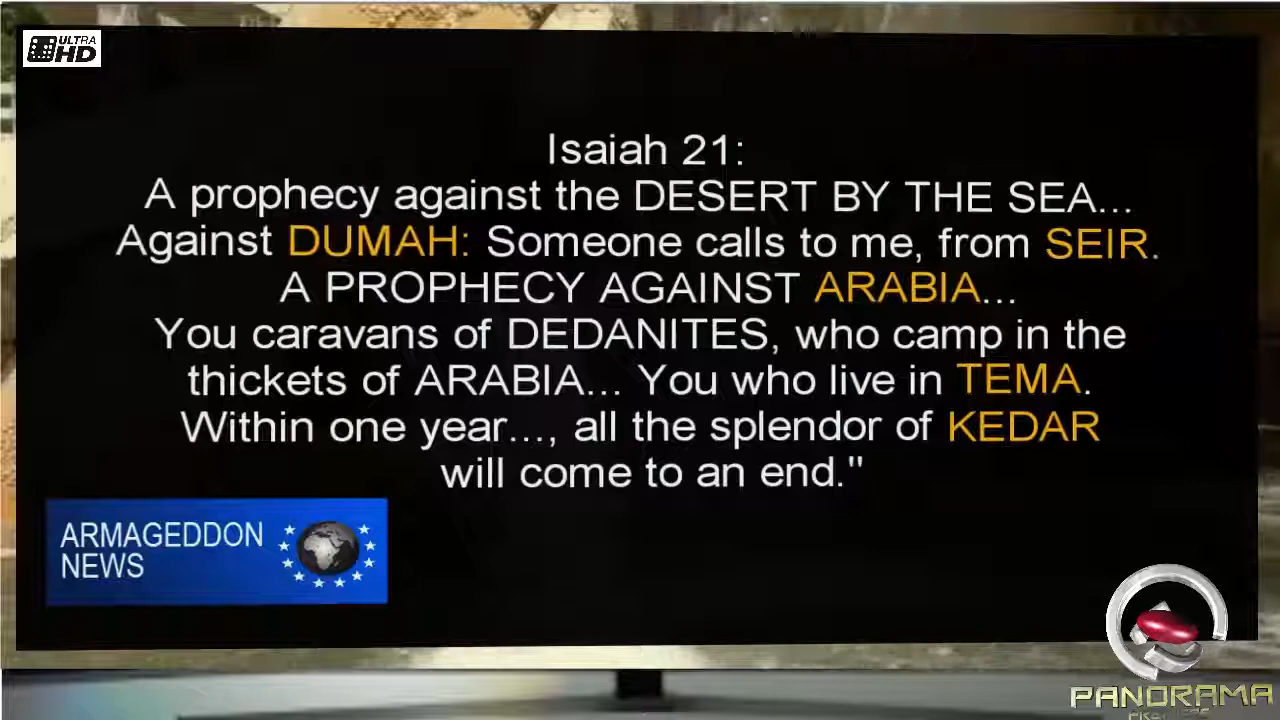 ULTRA
HD
Isaiah 21:
A prophecy against the DESERT BY THE SEA...
Against DUMAH: Someone calls to me, from SEIR.
A PROPHECY AGAINST ARABIA...
You caravans of DEDANITES, who camp in the
thickets of ARABIA... You who live in TEMA.
Within one year..., all the splendor of KEDAR
will come to an end."
ARMAGEDDON
NEWS
PANORAMA